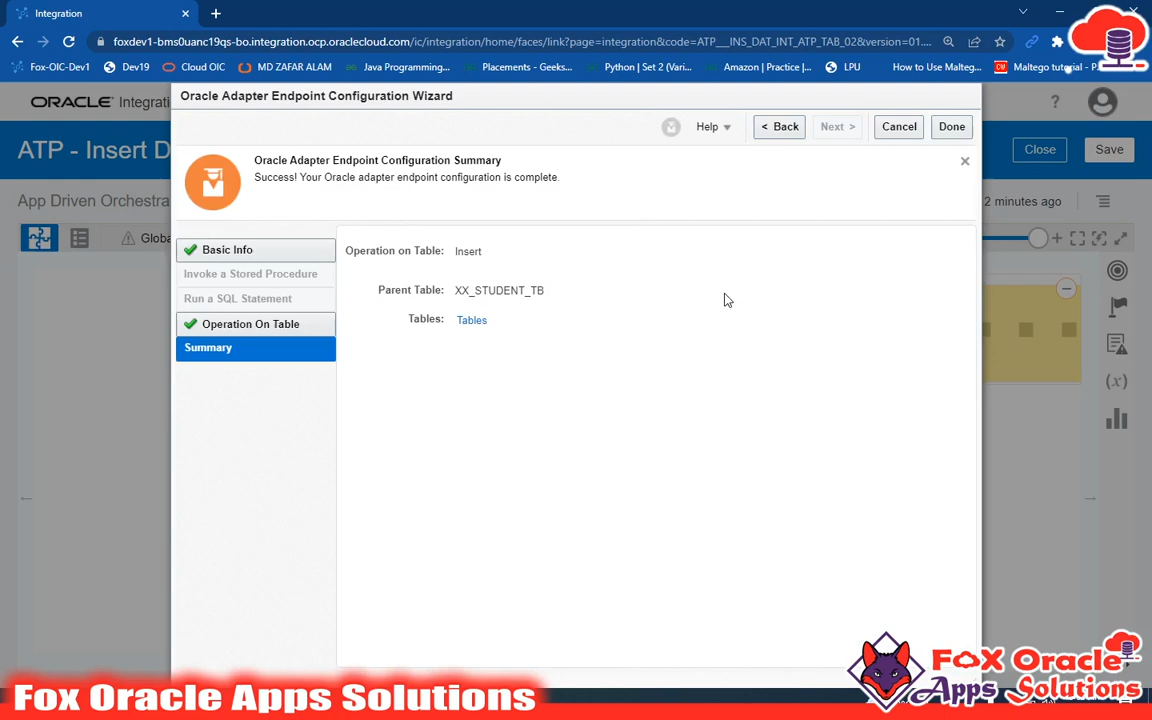 Integration
foxdev1-bms0uanc19qs-bo.integration.ocp.oraclecloud.com/ic/integration/home/faces/link?page=integration&code=ATP__INS_DAT_INT_ATP_TAB_02&version=01....
Fox-OIC-Dev1 Dev19 Cloud OIC MD ZAFAR ALAM Java Programming... Placements - Geeks... Python | Set 2 (Vari... Amazon | Practice |... LPU How to Use Malteg... Maltego tutorial - P
ORACLE Integrati
Oracle Adapter Endpoint Configuration Wizard
Help < Back Next > Cancel Done
ATP - Insert D
Close Save
Oracle Adapter Endpoint Configuration Summary
Success! Your Oracle adapter endpoint configuration is complete.
App Driven Orchestra
2 minutes ago
Globa
Basic Info
Invoke a Stored Procedure
Run a SQL Statement
Operation On Table
Summary
Operation on Table: Insert
Parent Table: XX_STUDENT_TB
Tables: Tables
(x)
Fox Oracle Apps Solutions
FOX Oracle
Apps Solutions